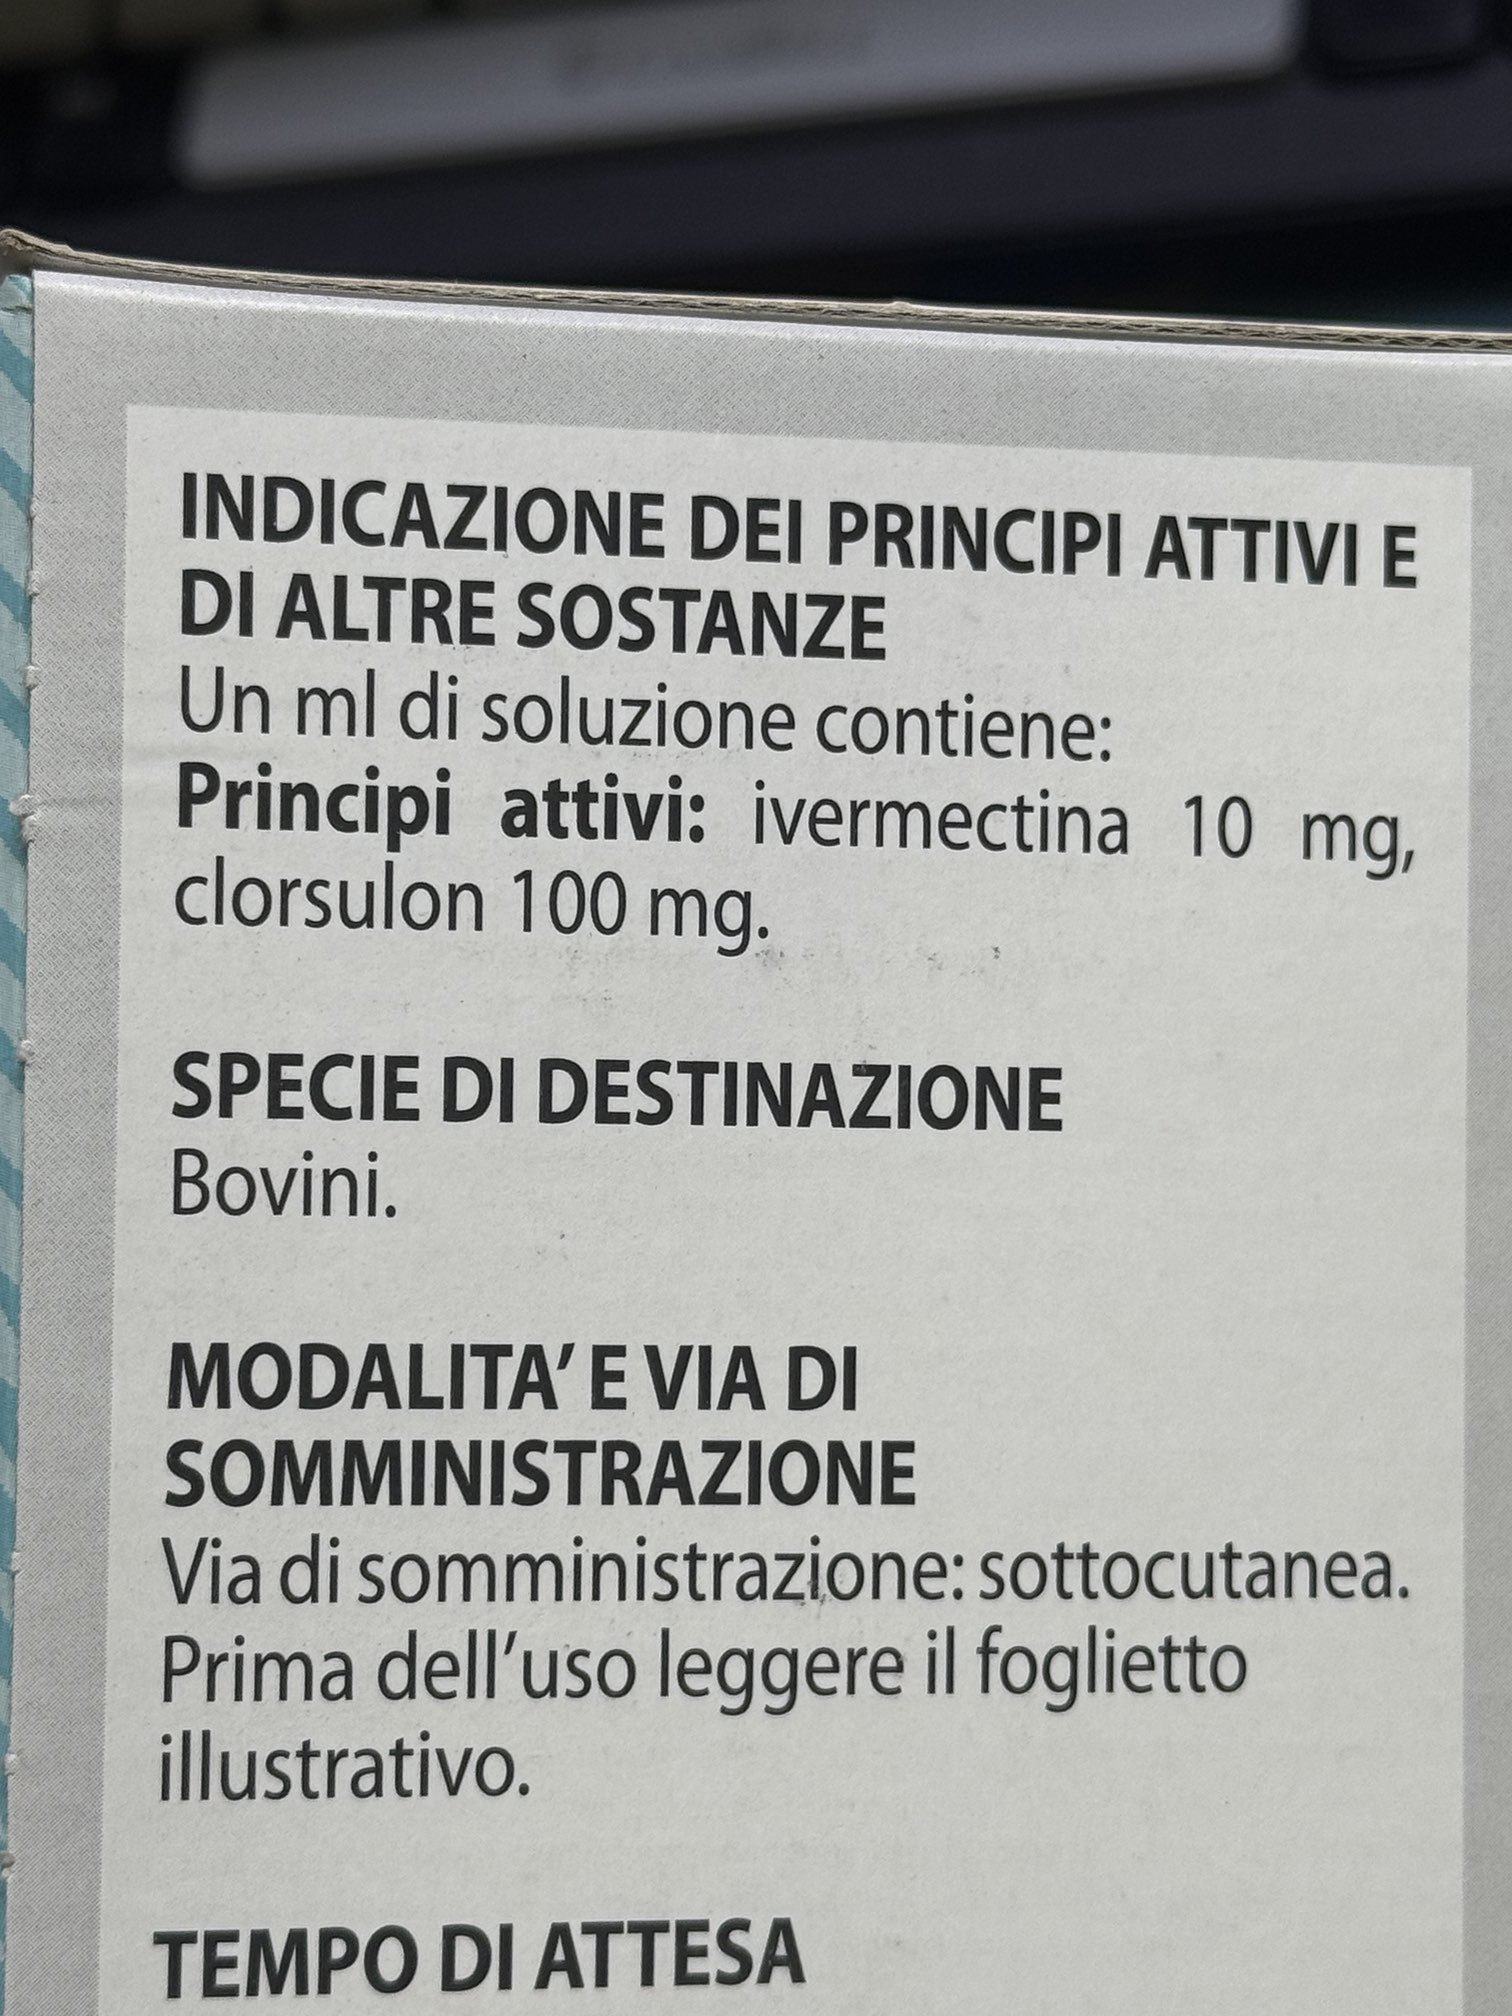 INDICAZIONE DEI PRINCIPI ATTIVI E
DI ALTRE SOSTANZE
Un ml di soluzione contiene:
Principi attivi: ivermectina 10 mg,
clorsulon 100 mg.
SPECIE DI DESTINAZIONE
Bovini.
MODALITA' E VIA DI
SOMMINISTRAZIONE
Via di somministrazione: sottocutanea.
Prima dell'uso leggere il foglietto
illustrativo.
TEMPO DI ATTESA